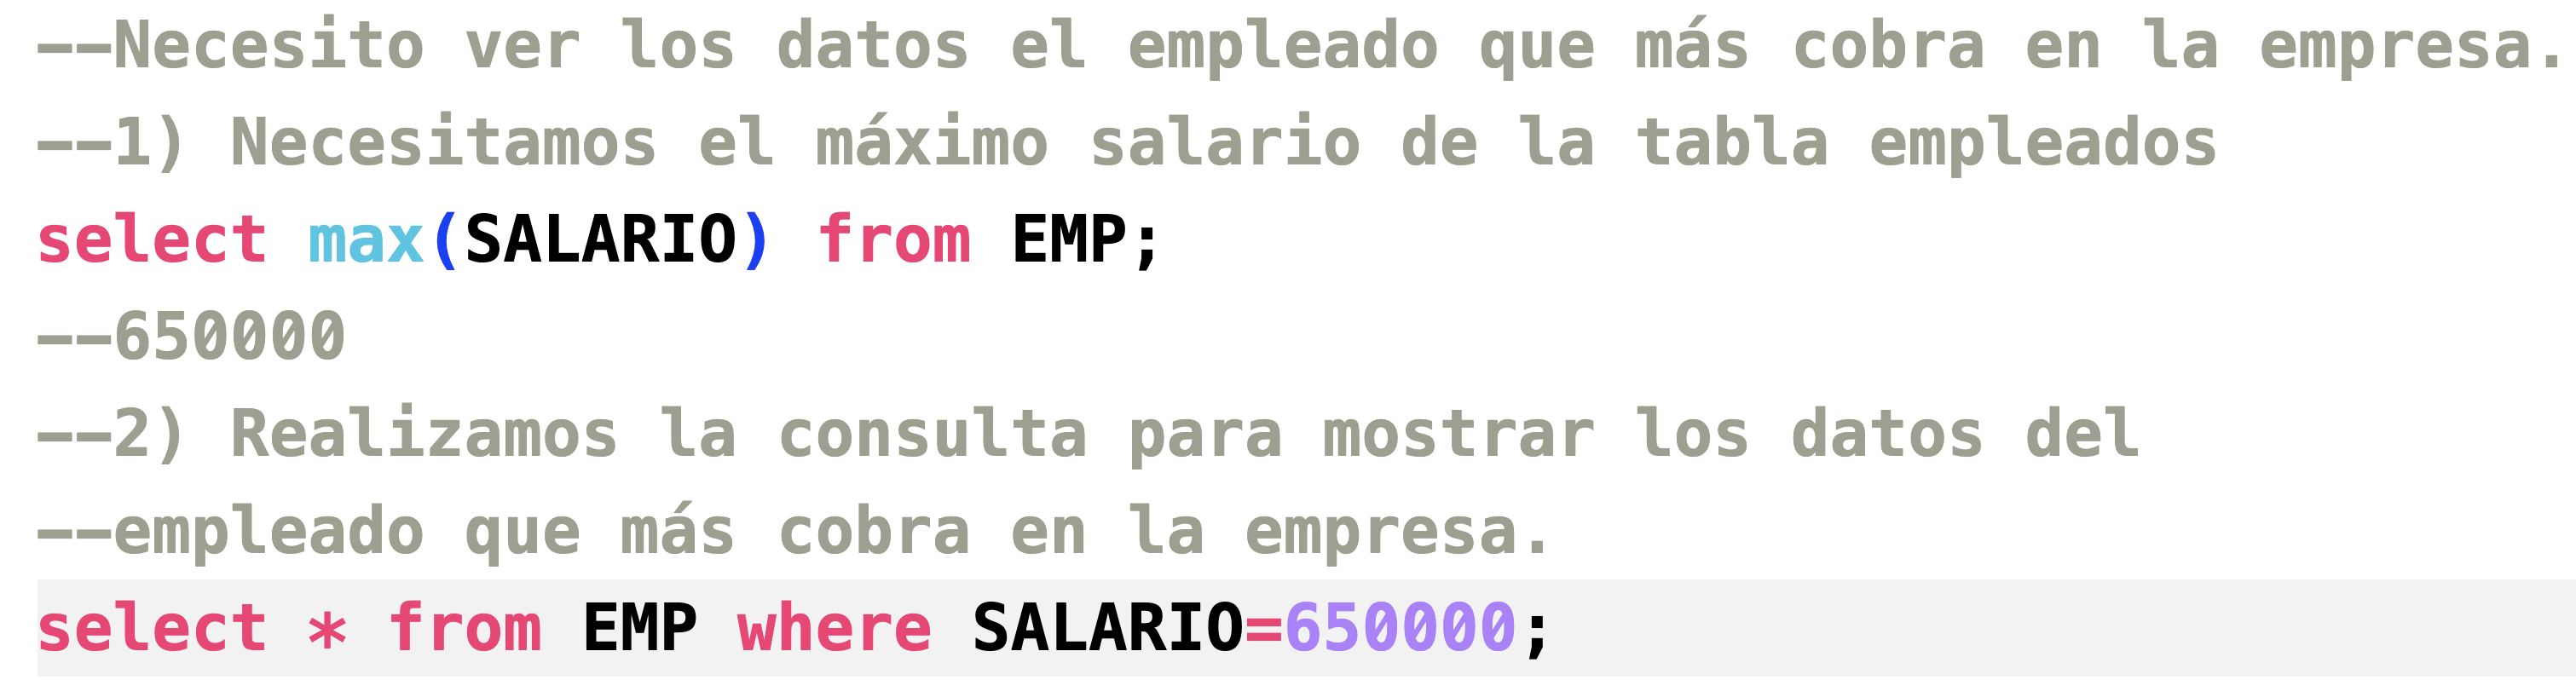 --Necesito ver los datos el empleado que más cobra en la empresa.
--1) Necesitamos el máximo salario de la tabla empleados
select max(SALARIO) from EMP;
--650000
--2) Realizamos la consulta para mostrar los datos del
--empleado que más cobra en la empresa.
select * from EMP where SALARIO=650000;